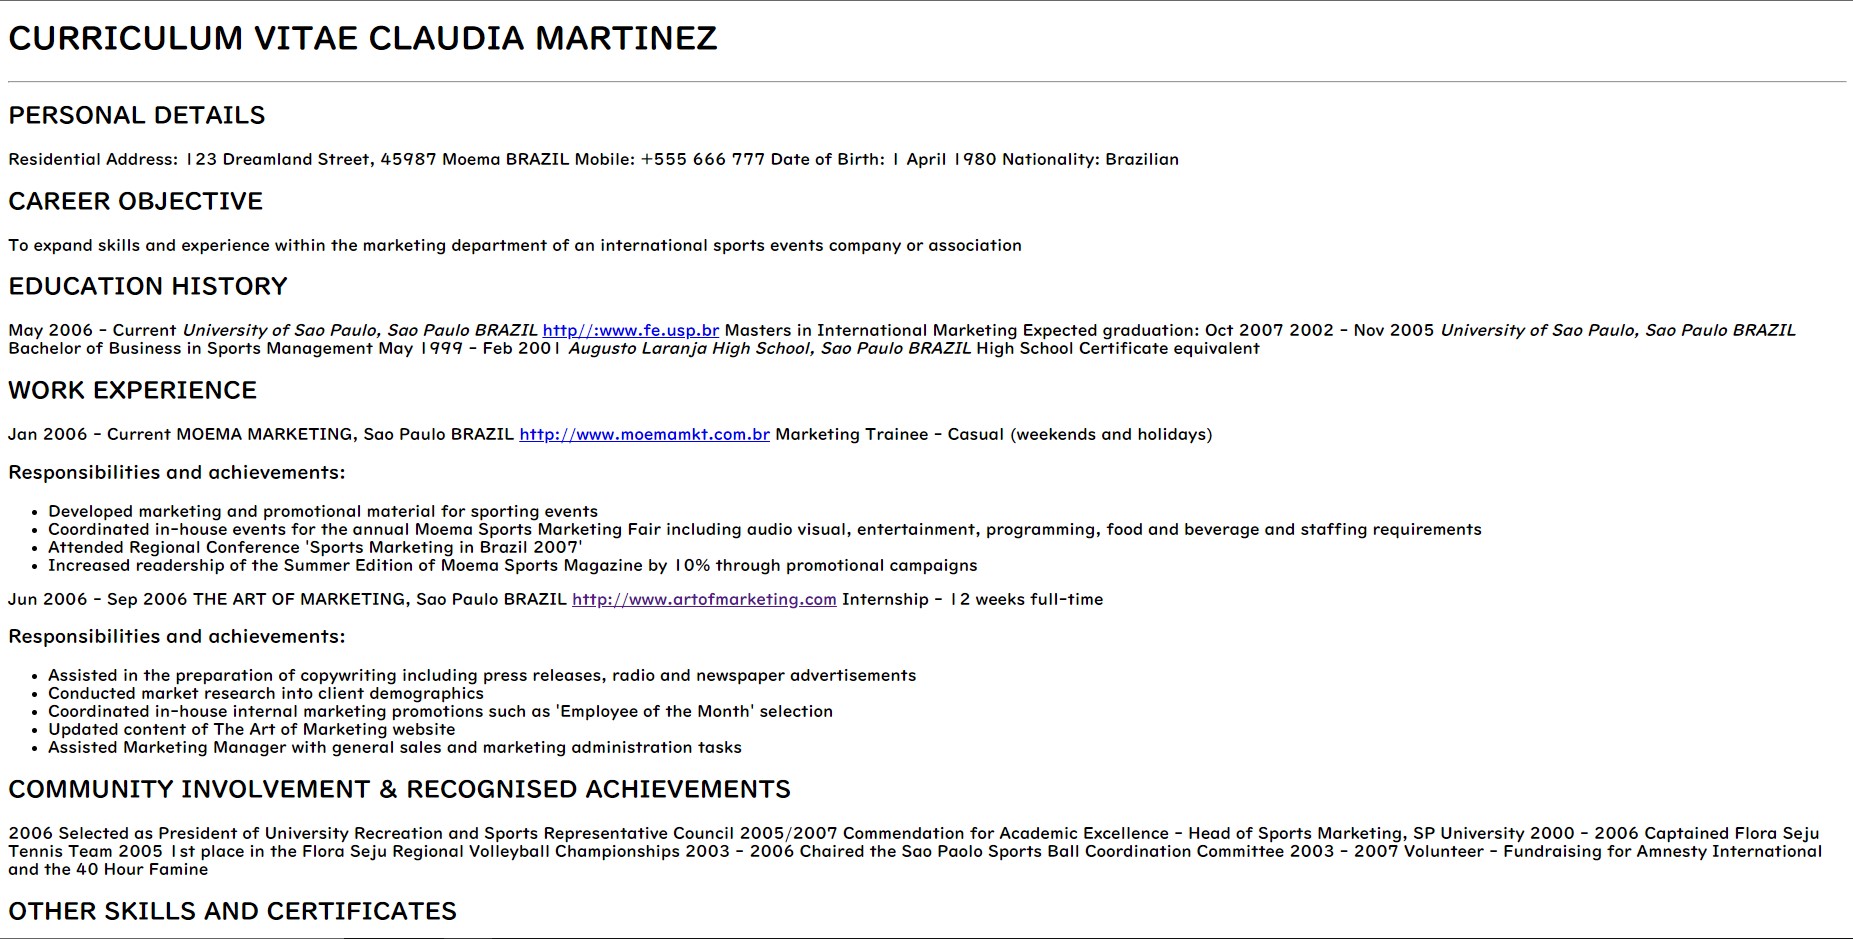 CURRICULUM VITAE CLAUDIA MARTINEZ
PERSONAL DETAILS
Residential Address: 123 Dreamland Street, 45987 Moema BRAZIL Mobile: +555 666 777 Date of Birth: 1 April 1980 Nationality: Brazilian
CAREER OBJECTIVE
To expand skills and experience within the marketing department of an international sports events company or association
EDUCATION HISTORY
May 2006 - Current University of Sao Paulo, Sao Paulo BRAZIL http//:www.fe.usp.br Masters in International Marketing Expected graduation: Oct 2007 2002 - Nov 2005 University of Sao Paulo, Sao Paulo BRAZIL
Bachelor of Business in Sports Management May 1999 - Feb 2001 Augusto Laranja High School, Sao Paulo BRAZIL High School Certificate equivalent
WORK EXPERIENCE
Jan 2006 - Current MOEMA MARKETING, Sao Paulo BRAZIL http://www.moemamkt.com.br Marketing Trainee - Casual (weekends and holidays)
Responsibilities and achievements:
• Developed marketing and promotional material for sporting events
• Coordinated in-house events for the annual Moema Sports Marketing Fair including audio visual, entertainment, programming, food and beverage and staffing requirements
• Attended Regional Conference 'Sports Marketing in Brazil 2007'
• Increased readership of the Summer Edition of Moema Sports Magazine by 10% through promotional campaigns
Jun 2006 - Sep 2006 THE ART OF MARKETING, Sao Paulo BRAZIL http://www.artofmarketing.com Internship - 12 weeks full-time
Responsibilities and achievements:
• Assisted in the preparation of copywriting including press releases, radio and newspaper advertisements
• Conducted market research into client demographics
• Coordinated in-house internal marketing promotions such as 'Employee of the Month' selection
• Updated content of The Art of Marketing website
• Assisted Marketing Manager with general sales and marketing administration tasks
COMMUNITY INVOLVEMENT & RECOGNISED ACHIEVEMENTS
2006 Selected as President of University Recreation and Sports Representative Council 2005/2007 Commendation for Academic Excellence - Head of Sports Marketing, SP University 2000 - 2006 Captained Flora Seju
Tennis Team 2005 1st place in the Flora Seju Regional Volleyball Championships 2003 - 2006 Chaired the Sao Paolo Sports Ball Coordination Committee 2003 - 2007 Volunteer - Fundraising for Amnesty International
and the 40 Hour Famine
OTHER SKILLS AND CERTIFICATES